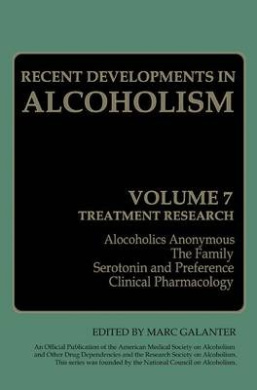 RECENT DEVELOPMENTS IN
ALCOHOLISM
VOLUME 7
TREATMENT RESEARCH
Alocoholics Anonymous
The Family
Serotonin and Preference
Clinical Pharmacology
EDITED BY MARC GALANTER
An Official Publication of the American Medical Society on Alcoholism
and Other Drug Dependencies and the Research Society on Alcoholism.
This series was founded by the National Council on Alcoholism.